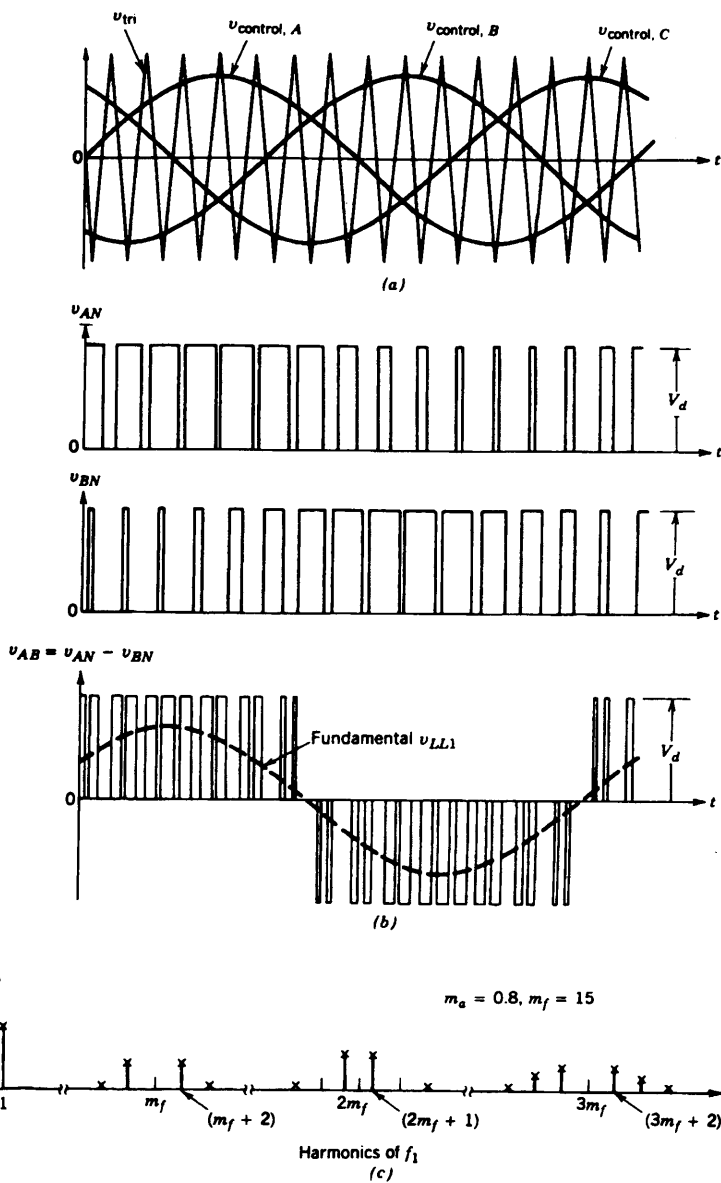 v_tri
v_control, A
v_control, B
v_control, C
0
t
(a)
v_AN
V_d
0
t
v_BN
V_d
0
t
v_AB = v_AN − v_BN
Fundamental v_LL1
V_d
0
t
(b)
m_a = 0.8, m_f = 15
1
m_f
(m_f + 2)
2m_f
(2m_f + 1)
3m_f
(3m_f + 2)
Harmonics of f_1
(c)